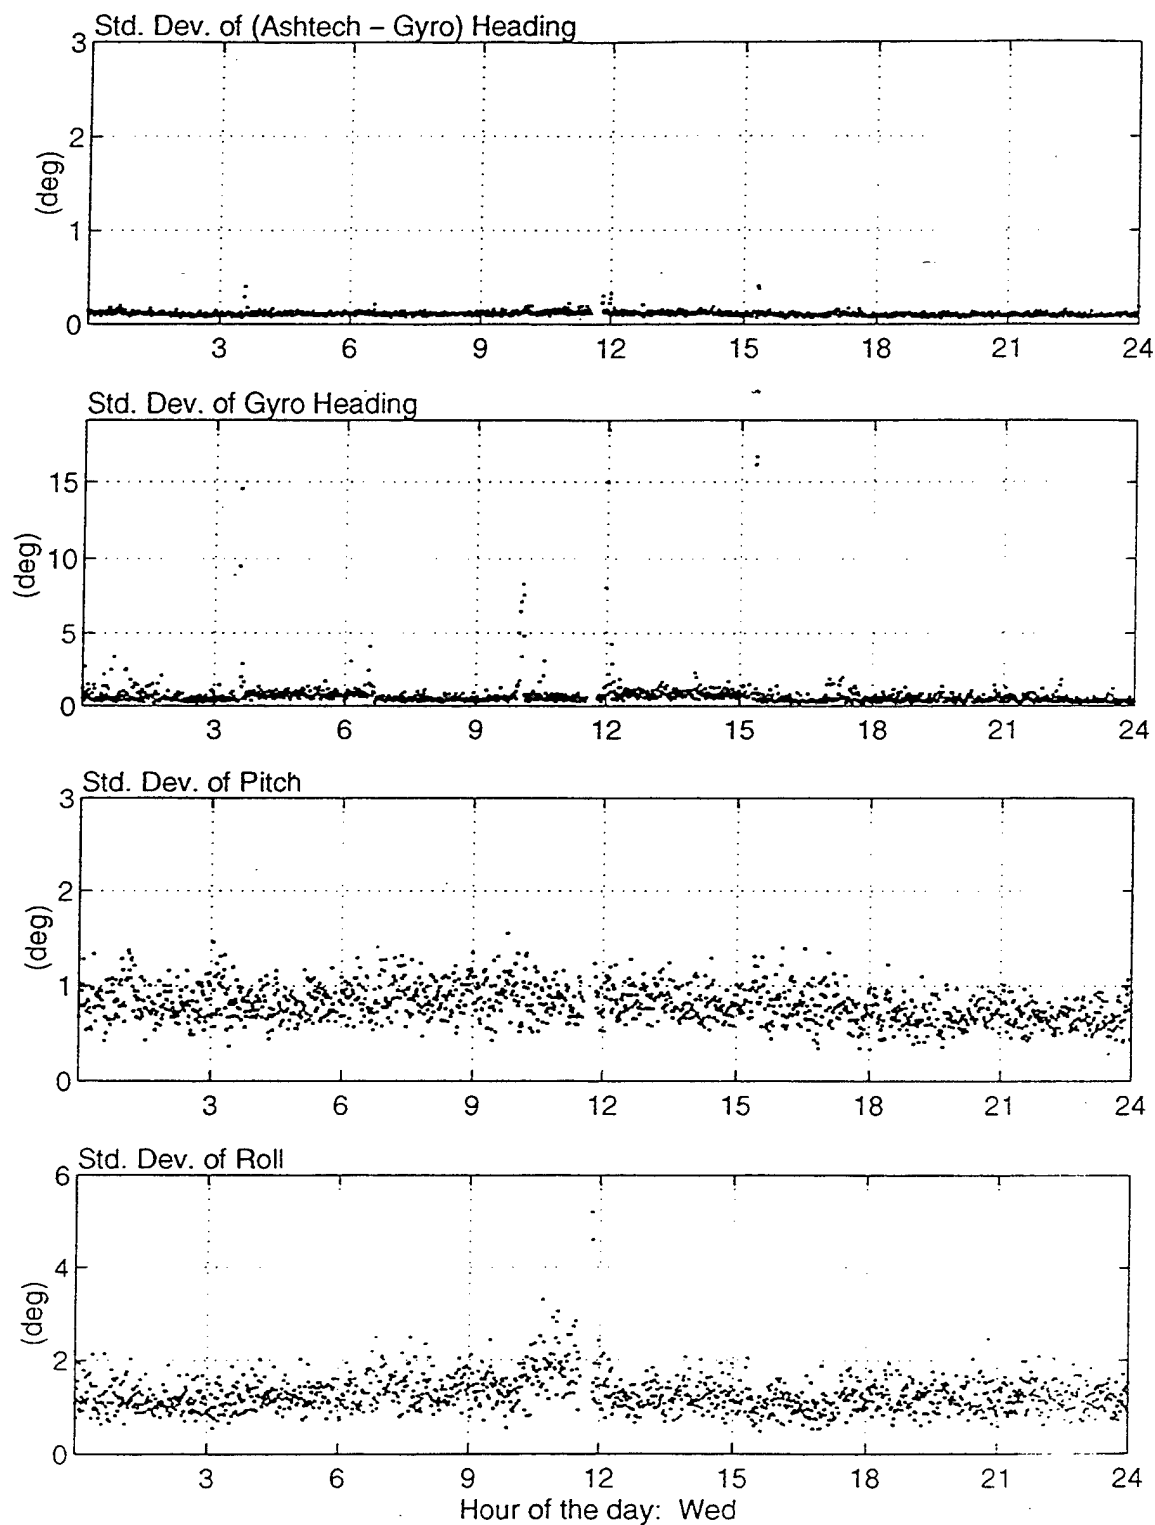 Std. Dev. of (Ashtech – Gyro) Heading
3
2
1
0
(deg)
3 6 9 12 15 18 21 24
Std. Dev. of Gyro Heading
15
10
5
0
(deg)
3 6 9 12 15 18 21 24
Std. Dev. of Pitch
3
2
1
0
(deg)
3 6 9 12 15 18 21 24
Std. Dev. of Roll
6
4
2
0
(deg)
3 6 9 12 15 18 21 24
Hour of the day: Wed